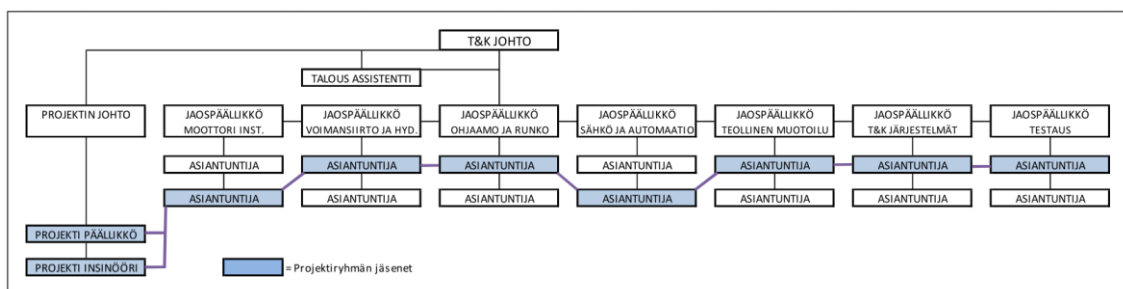 T&K JOHTO
TALOUS ASSISTENTTI
PROJEKTIN JOHTO
JAOSPÄÄLLIKKÖ
MOOTTORI INST.
JAOSPÄÄLLIKKÖ
VOIMANSIIRTO JA HYD.
JAOSPÄÄLLIKKÖ
OHJAAMO JA RUNKO
JAOSPÄÄLLIKKÖ
SÄHKÖ JA AUTOMAATIO
JAOSPÄÄLLIKKÖ
TEOLLINEN MUOTOILU
JAOSPÄÄLLIKKÖ
T&K JÄRJESTELMÄT
JAOSPÄÄLLIKKÖ
TESTAUS
ASIANTUNTIJA
ASIANTUNTIJA
ASIANTUNTIJA
ASIANTUNTIJA
ASIANTUNTIJA
ASIANTUNTIJA
ASIANTUNTIJA
ASIANTUNTIJA
ASIANTUNTIJA
ASIANTUNTIJA
ASIANTUNTIJA
ASIANTUNTIJA
ASIANTUNTIJA
ASIANTUNTIJA
PROJEKTI PÄÄLLIKKÖ
PROJEKTI INSINÖÖRI
= Projektiryhmän jäsenet